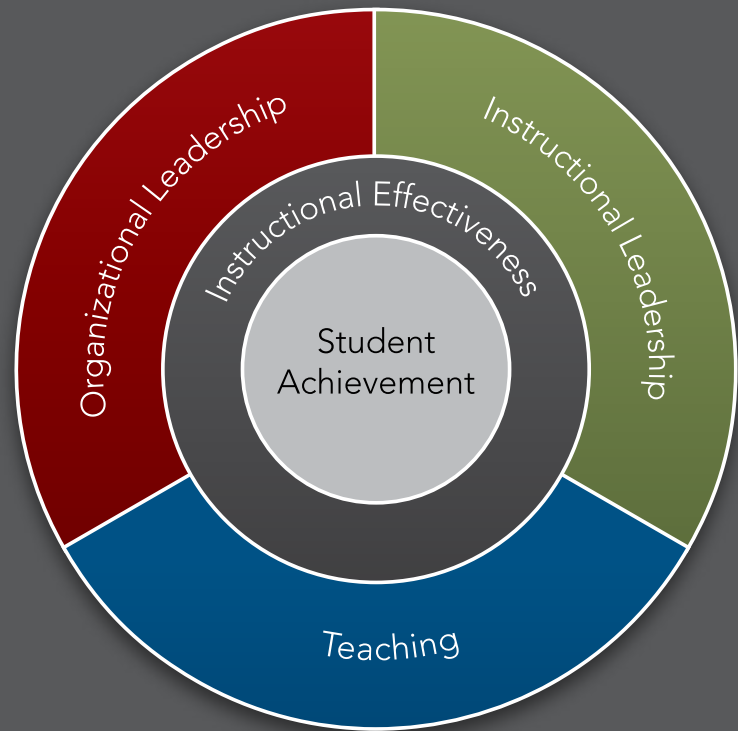 Organizational Leadership
Instructional Leadership
Instructional Effectiveness
Student
Achievement
Teaching